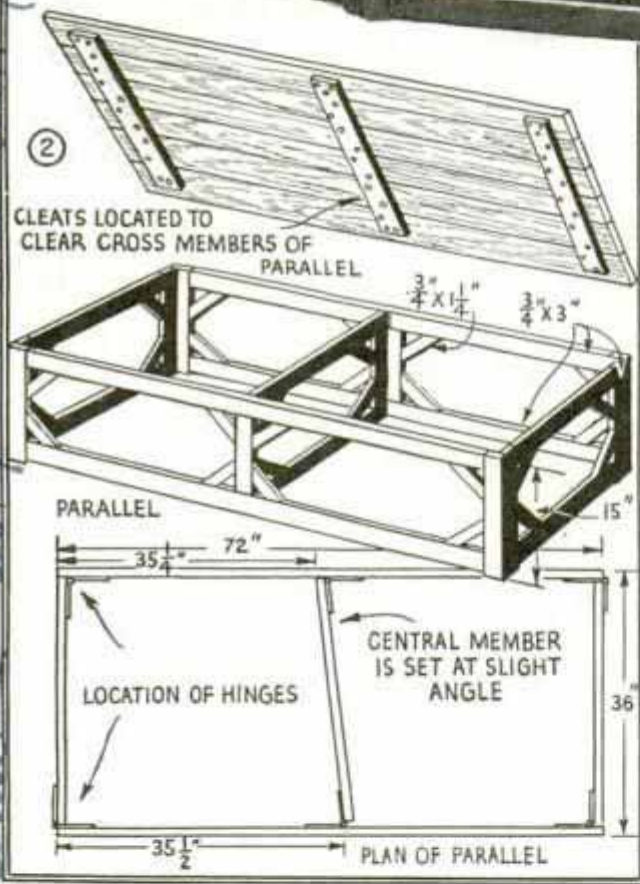 ②
CLEATS LOCATED TO
CLEAR CROSS MEMBERS OF
PARALLEL
3/4" X 1 1/4"
3/4" X 3"
15"
PARALLEL
72"
35 1/4"
LOCATION OF HINGES
CENTRAL MEMBER
IS SET AT SLIGHT
ANGLE
36"
35 1/2"
PLAN OF PARALLEL